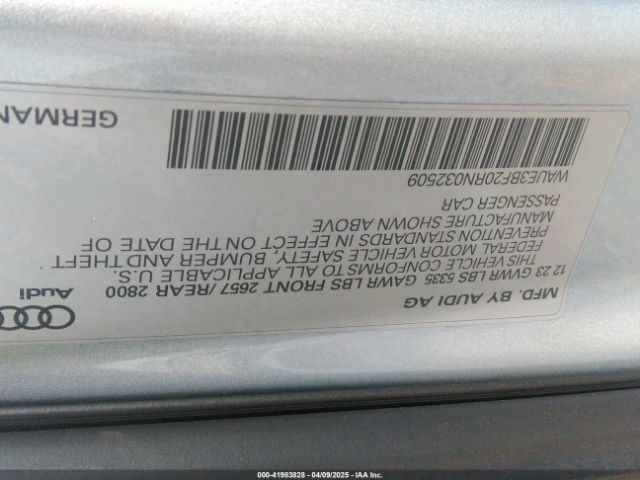 Audi
MFD. BY AUDI AG
12 23 GWVR LBS 5335 GAWR LBS FRONT 2657 /REAR 2800
THIS VEHICLE CONFORMS TO ALL APPLICABLE U.S.
FEDERAL MOTOR VEHICLE SAFETY, BUMPER AND THEFT
PREVENTION STANDARDS IN EFFECT ON THE DATE OF
MANUFACTURE SHOWN ABOVE
PASSENGER CAR
WAUE3BF20RN032509
GERMAN
000-41983828 - 04/09/2025 - IAA Inc.